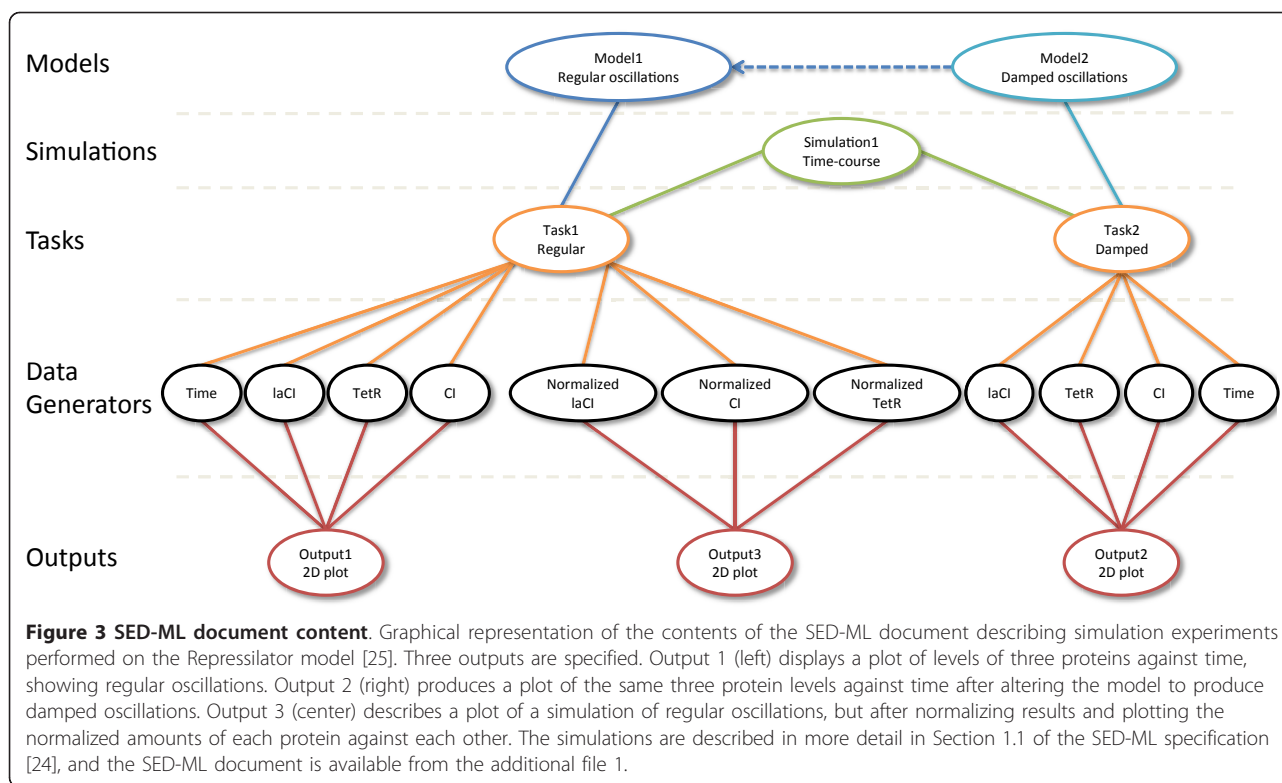 Models
Model1
Regular oscillations
Model2
Damped oscillations
Simulations
Simulation1
Time-course
Tasks
Task1
Regular
Task2
Damped
Data
Generators
Time
laCI
TetR
CI
Normalized
laCI
Normalized
CI
Normalized
TetR
laCI
TetR
CI
Time
Outputs
Output1
2D plot
Output3
2D plot
Output2
2D plot
Figure 3 SED-ML document content. Graphical representation of the contents of the SED-ML document describing simulation experiments
performed on the Repressilator model [25]. Three outputs are specified. Output 1 (left) displays a plot of levels of three proteins against time,
showing regular oscillations. Output 2 (right) produces a plot of the same three protein levels against time after altering the model to produce
damped oscillations. Output 3 (center) describes a plot of a simulation of regular oscillations, but after normalizing results and plotting the
normalized amounts of each protein against each other. The simulations are described in more detail in Section 1.1 of the SED-ML specification
[24], and the SED-ML document is available from the additional file 1.